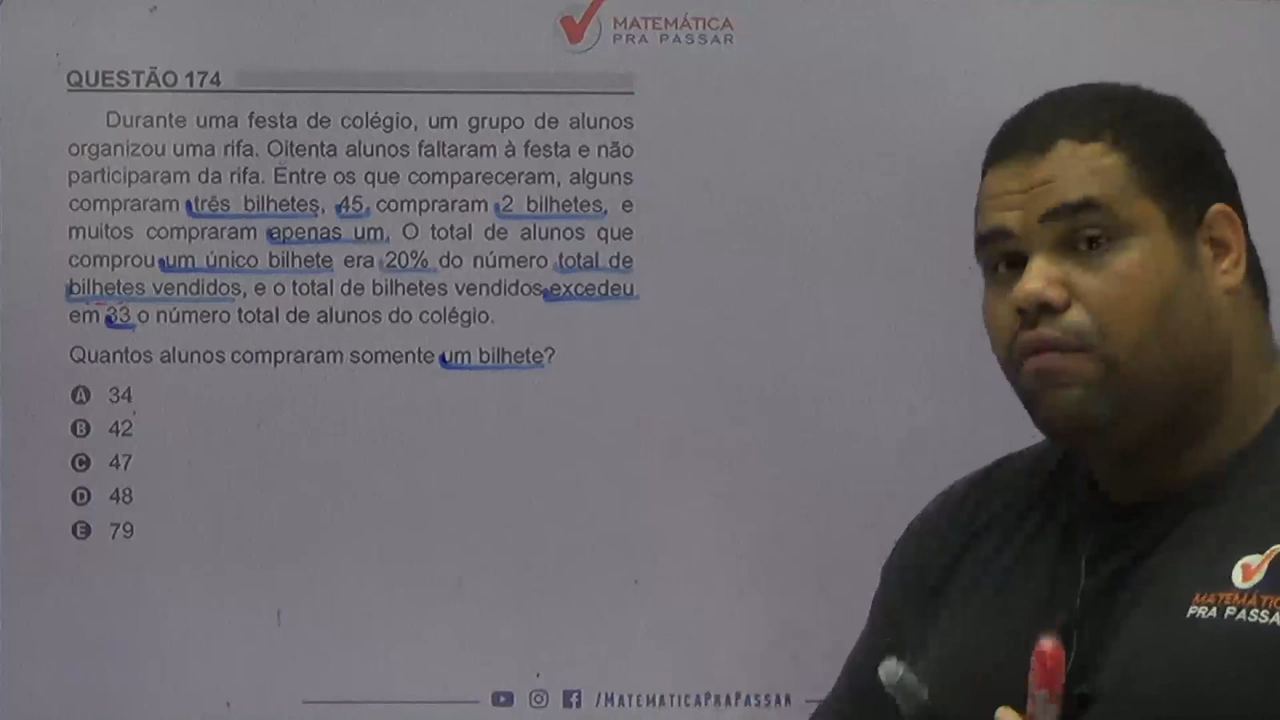 MATEMÁTICA
PRA PASSAR
QUESTÃO 174
Durante uma festa de colégio, um grupo de alunos
organizou uma rifa. Oitenta alunos faltaram à festa e não
participaram da rifa. Entre os que compareceram, alguns
compraram três bilhetes, 45 compraram 2 bilhetes, e
muitos compraram apenas um. O total de alunos que
comprou um único bilhete era 20% do número total de
bilhetes vendidos, e o total de bilhetes vendidos excedeu
em 33 o número total de alunos do colégio.
Quantos alunos compraram somente um bilhete?
A 34
B 42
C 47
D 48
E 79
MATEMÁTIC
PRA PASSA
/MATEMATICAPRAPASSAR